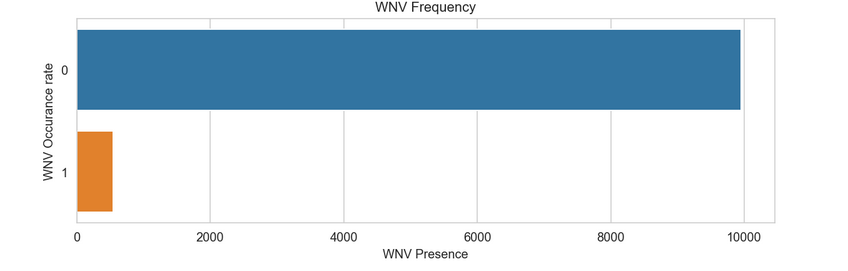 WNV Frequency
WNV Occurance rate
0
1
0 2000 4000 6000 8000 10000
WNV Presence